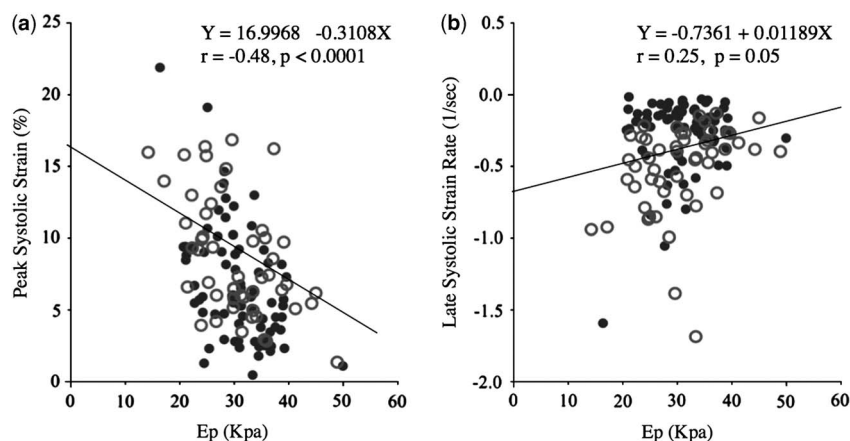 (a)
Y = 16.9968 -0.3108X
r = -0.48, p < 0.0001
Peak Systolic Strain (%)
25
20
15
10
5
0
0 10 20 30 40 50 60
Ep (Kpa)
(b)
Y = -0.7361 + 0.01189X
r = 0.25, p = 0.05
Late Systolic Strain Rate (1/sec)
0.5
0.0
-0.5
-1.0
-1.5
-2.0
0 20 40 50 60
Ep (Kpa)